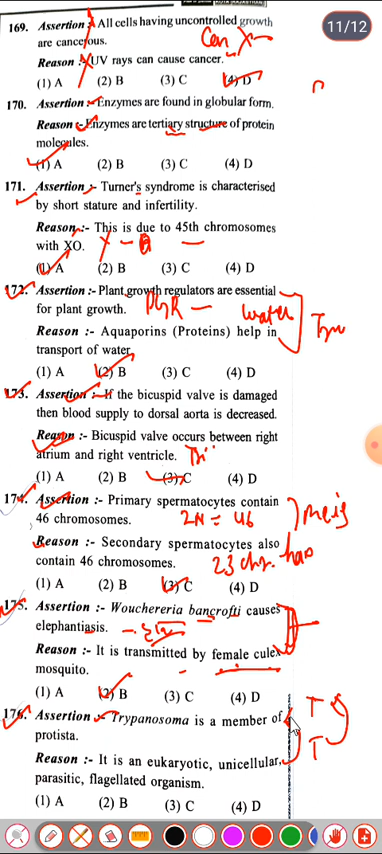 11/12
169. Assertion :- All cells having uncontrolled growth
are cancerous.
Can X
Reason :- UV rays can cause cancer.
(1) A (2) B (3) C (4) D
170. Assertion :- Enzymes are found in globular form.
Reason :- Enzymes are tertiary structure of protein
molecules.
(1) A (2) B (3) C (4) D
171. Assertion :- Turner's syndrome is characterised
by short stature and infertility.
Reason :- This is due to 45th chromosomes
with XO.
(1) A (2) B (3) C (4) D
172. Assertion :- Plant growth regulators are essential
for plant growth.
PGR water
Reason :- Aquaporins (Proteins) help in
transport of water
(1) A (2) B (3) C (4) D
173. Assertion :- If the bicuspid valve is damaged
then blood supply to dorsal aorta is decreased.
Reason :- Bicuspid valve occurs between right
atrium and right ventricle.
Tri
(1) A (2) B (3) C (4) D
174. Assertion :- Primary spermatocytes contain
46 chromosomes.
2N = 46
Reason :- Secondary spermatocytes also
contain 46 chromosomes.
23 chr.
(1) A (2) B (3) C (4) D
175. Assertion :- Wouchereria bancrofti causes
elephantiasis.
Reason :- It is transmitted by female culex
mosquito.
(1) A (2) B (3) C (4) D
176. Assertion :- Trypanosoma is a member of
protista.
T
T
Reason :- It is an eukaryotic, unicellular,
parasitic, flagellated organism.
(1) A (2) B (3) C (4) D